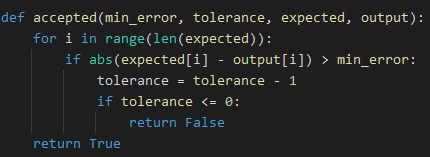 def accepted(min_error, tolerance, expected, output):
    for i in range(len(expected)):
        if abs(expected[i] - output[i]) > min_error:
            tolerance = tolerance - 1
            if tolerance <= 0:
                return False
    return True